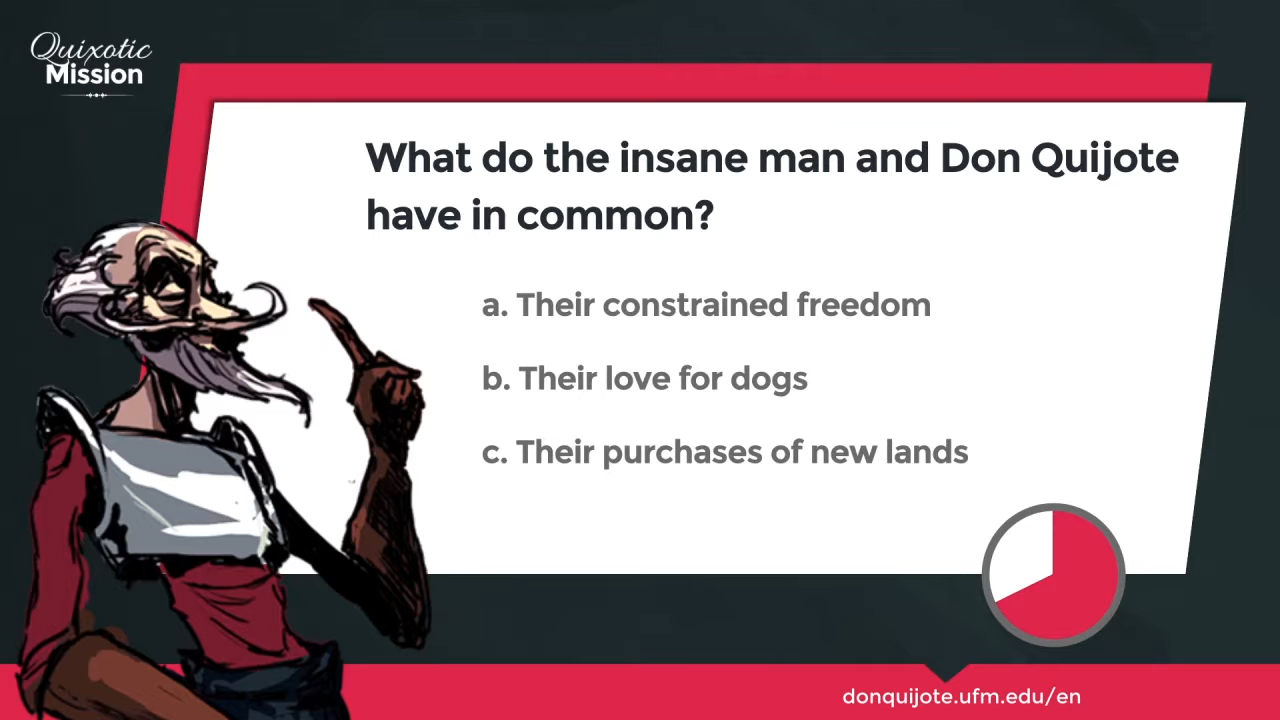 Quixotic
Mission
What do the insane man and Don Quijote
have in common?
a. Their constrained freedom
b. Their love for dogs
c. Their purchases of new lands
donquijote.ufm.edu/en